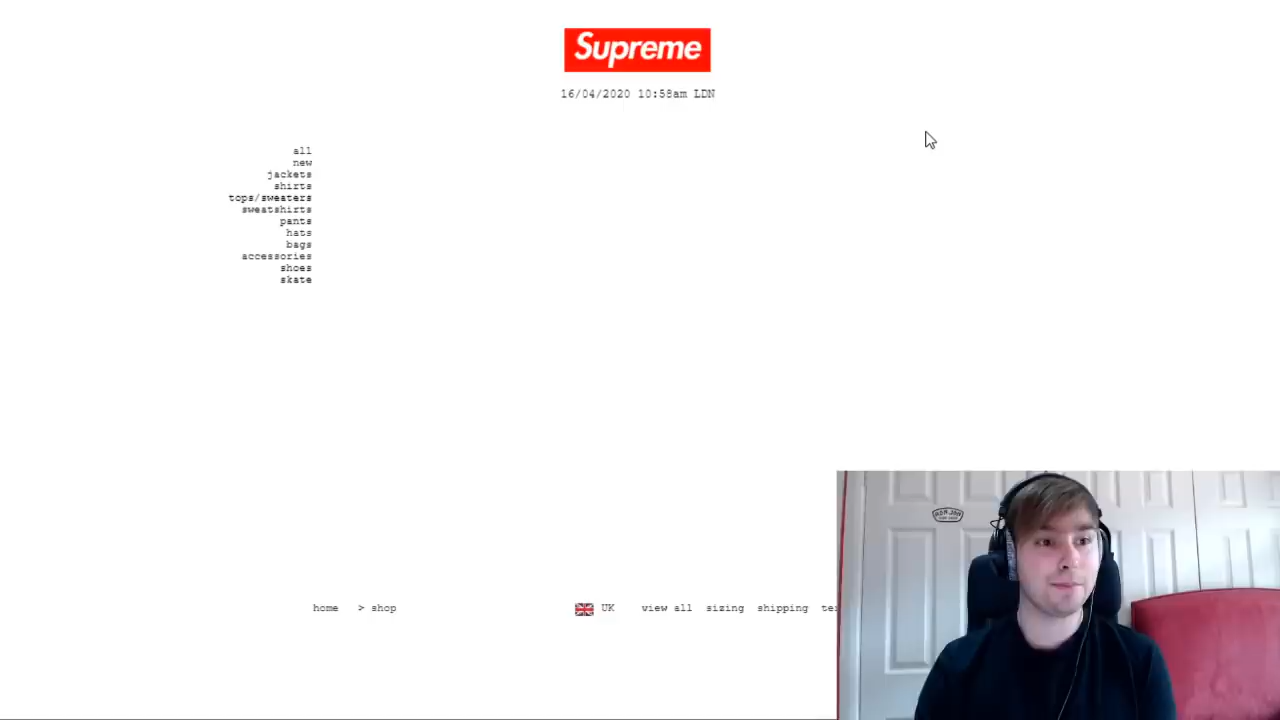 Supreme
16/04/2020 10:58am LDN
all
new
jackets
shirts
tops/sweaters
sweatshirts
pants
hats
bags
accessories
shoes
skate
home > shop
UK view all sizing shipping